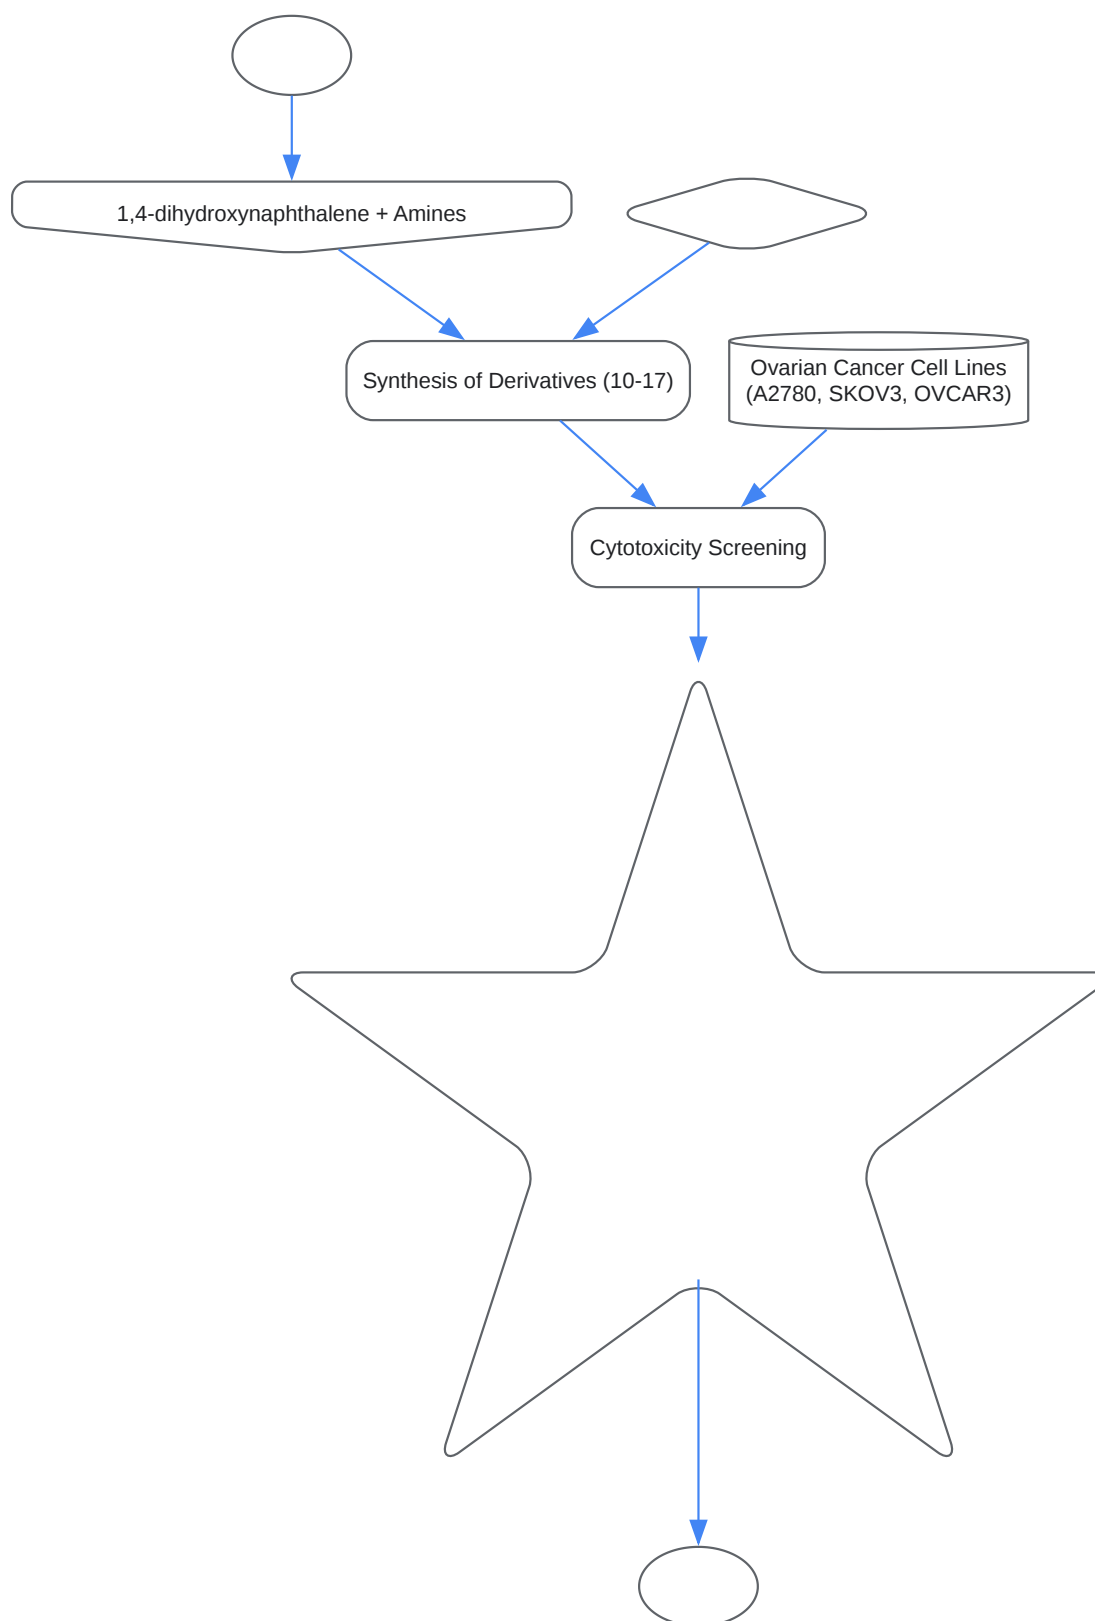 1,4-dihydroxynaphthalene + Amines
Synthesis of Derivatives (10-17)
Ovarian Cancer Cell Lines
(A2780, SKOV3, OVCAR3)
Cytotoxicity Screening